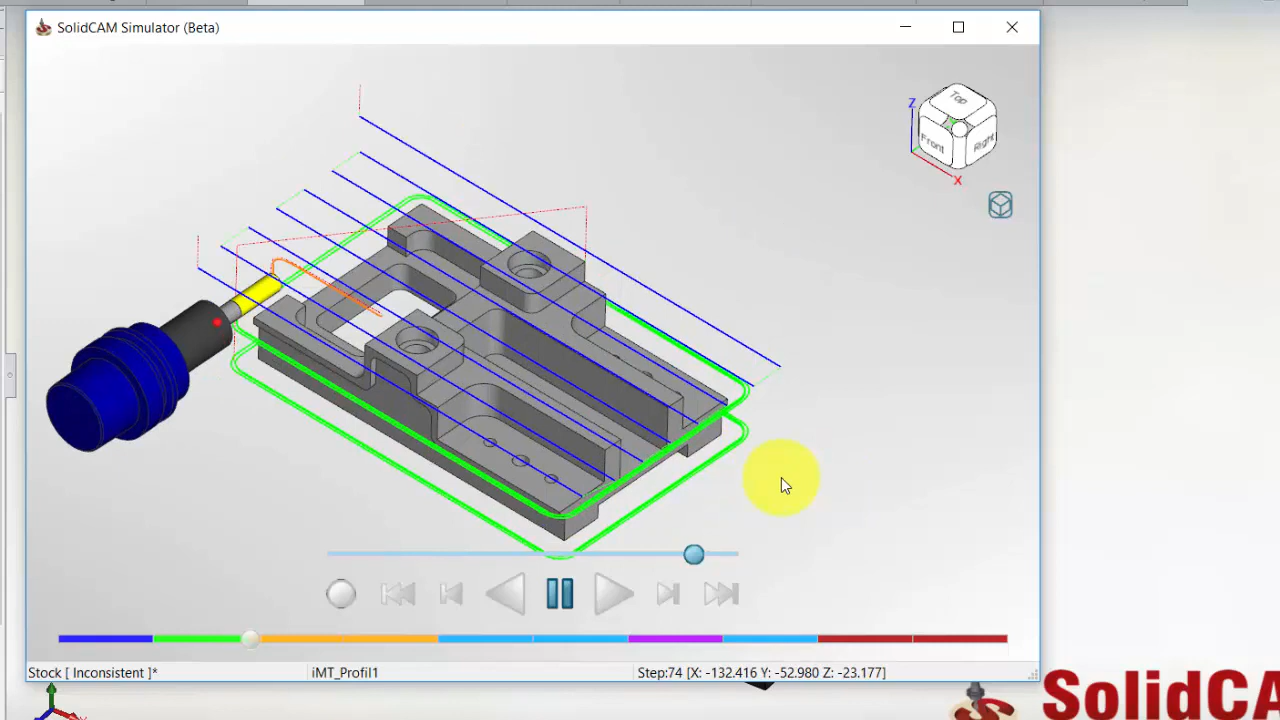 SolidCAM Simulator (Beta)
Z
Top
Front
Right
X
Stock [ Inconsistent ]*
iMT_Profil1
Step:74 [X: -132.416 Y: -52.980 Z: -23.177]
SolidCA